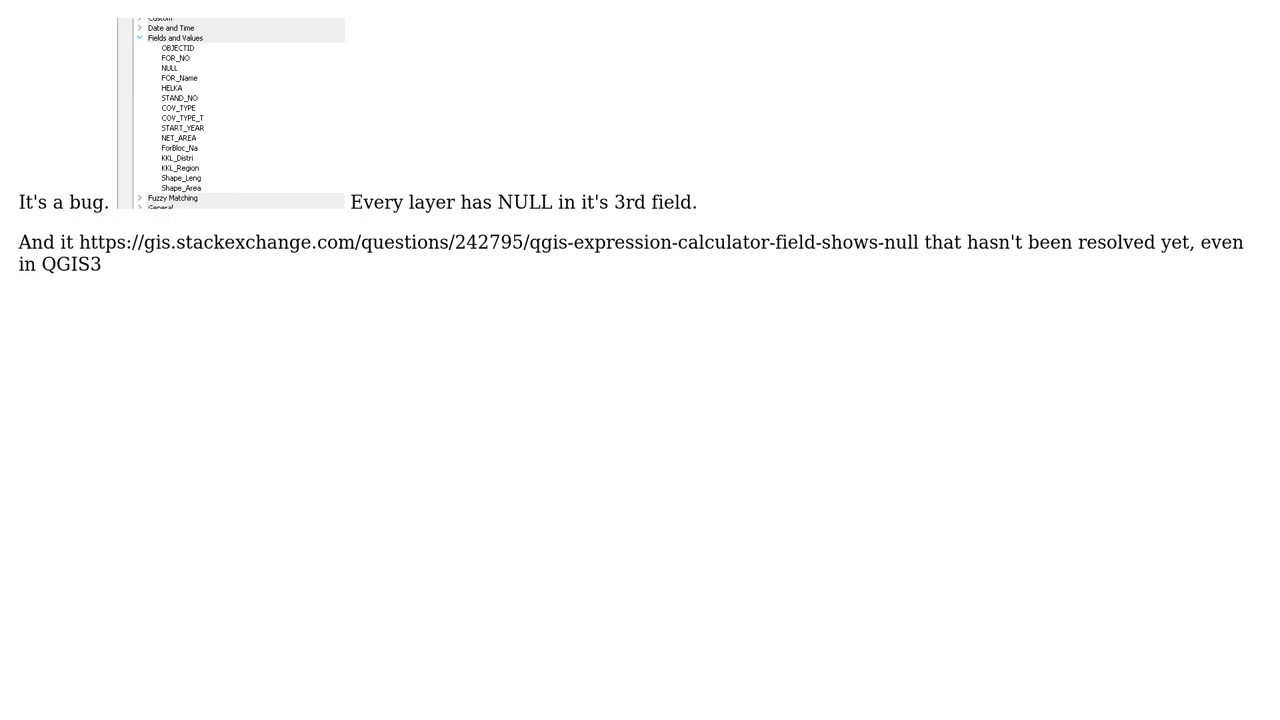 Custom
Date and Time
Fields and Values
OBJECTID
FOR_NO
NULL
FOR_Name
HELKA
STAND_NO
COV_TYPE
COV_TYPE_T
START_YEAR
NET_AREA
ForBloc_Na
KKL_Distri
KKL_Region
Shape_Leng
Shape_Area
Fuzzy Matching
General
It's a bug. Every layer has NULL in it's 3rd field.
And it https://gis.stackexchange.com/questions/242795/qgis-expression-calculator-field-shows-null that hasn't been resolved yet, even
in QGIS3